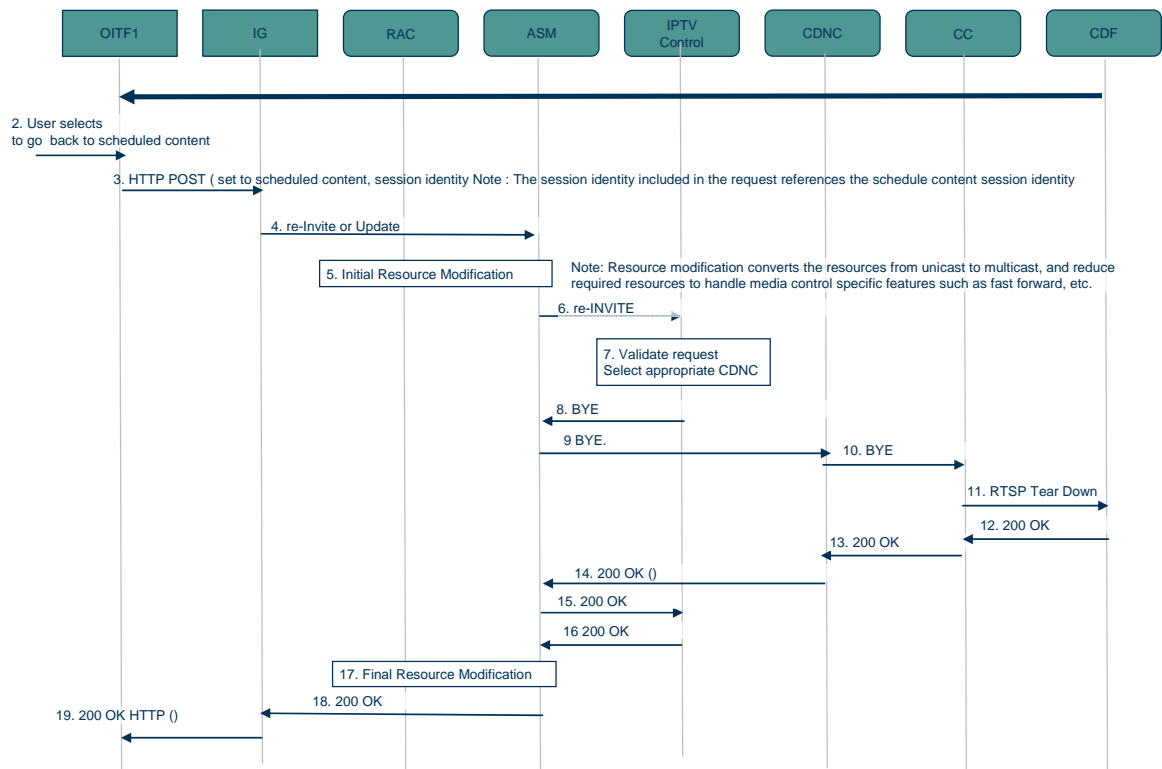 OITF1
IG
RAC
ASM
IPTV
Control
CDNC
CC
CDF
2. User selects
to go back to scheduled content
3. HTTP POST ( set to scheduled content, session identity Note : The session identity included in the request references the schedule content session identity
4. re-Invite or Update
5. Initial Resource Modification
Note: Resource modification converts the resources from unicast to multicast, and reduce
required resources to handle media control specific features such as fast forward, etc.
6. re-INVITE
7. Validate request
Select appropriate CDNC
8. BYE
9 BYE.
10. BYE
11. RTSP Tear Down
12. 200 OK
13. 200 OK
14. 200 OK ()
15. 200 OK
16 200 OK
17. Final Resource Modification
18. 200 OK
19. 200 OK HTTP ()